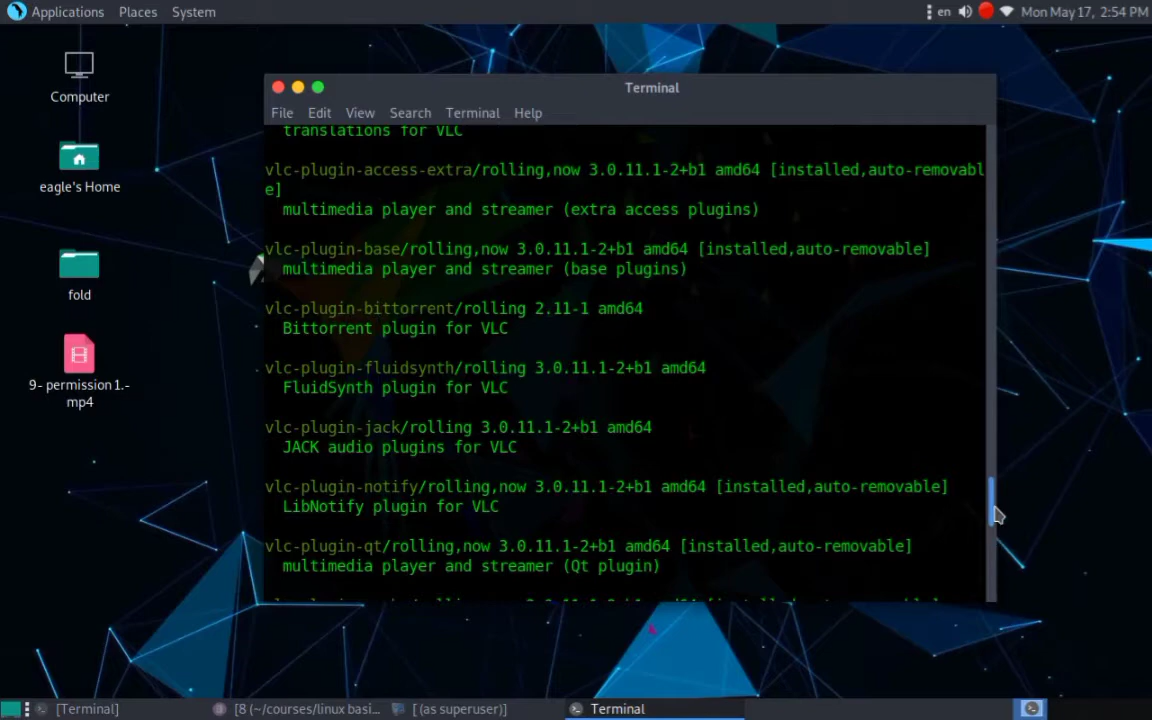 Applications Places System en Mon May 17, 2:54 PM
Computer
eagle's Home
fold
9- permission 1.-
mp4
Terminal
File Edit View Search Terminal Help
translations for VLC
vlc-plugin-access-extra/rolling,now 3.0.11.1-2+b1 amd64 [installed,auto-removabl
e]
multimedia player and streamer (extra access plugins)
vlc-plugin-base/rolling,now 3.0.11.1-2+b1 amd64 [installed,auto-removable]
multimedia player and streamer (base plugins)
vlc-plugin-bittorrent/rolling 2.11-1 amd64
Bittorrent plugin for VLC
vlc-plugin-fluidsynth/rolling 3.0.11.1-2+b1 amd64
FluidSynth plugin for VLC
vlc-plugin-jack/rolling 3.0.11.1-2+b1 amd64
JACK audio plugins for VLC
vlc-plugin-notify/rolling,now 3.0.11.1-2+b1 amd64 [installed,auto-removable]
LibNotify plugin for VLC
vlc-plugin-qt/rolling,now 3.0.11.1-2+b1 amd64 [installed,auto-removable]
multimedia player and streamer (Qt plugin)
[Terminal] [8 (~/courses/linux basi... [ (as superuser)] Terminal